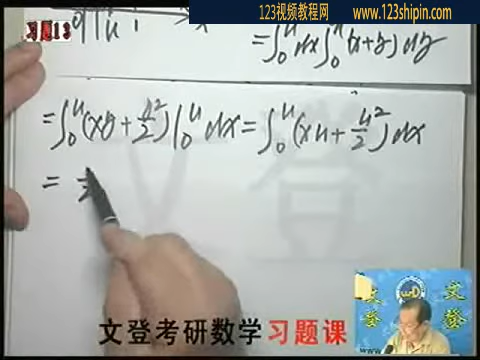 123视频教程网 www.123shipin.com
习题13
=∫₀ᵘdx∫₀ᵘ(x+y)dy
=∫₀ᵘ(xy+y²/2)|₀ᵘdx=∫₀ᵘ(xu+u²/2)dx
=
文登
文登
文登考研数学习题课